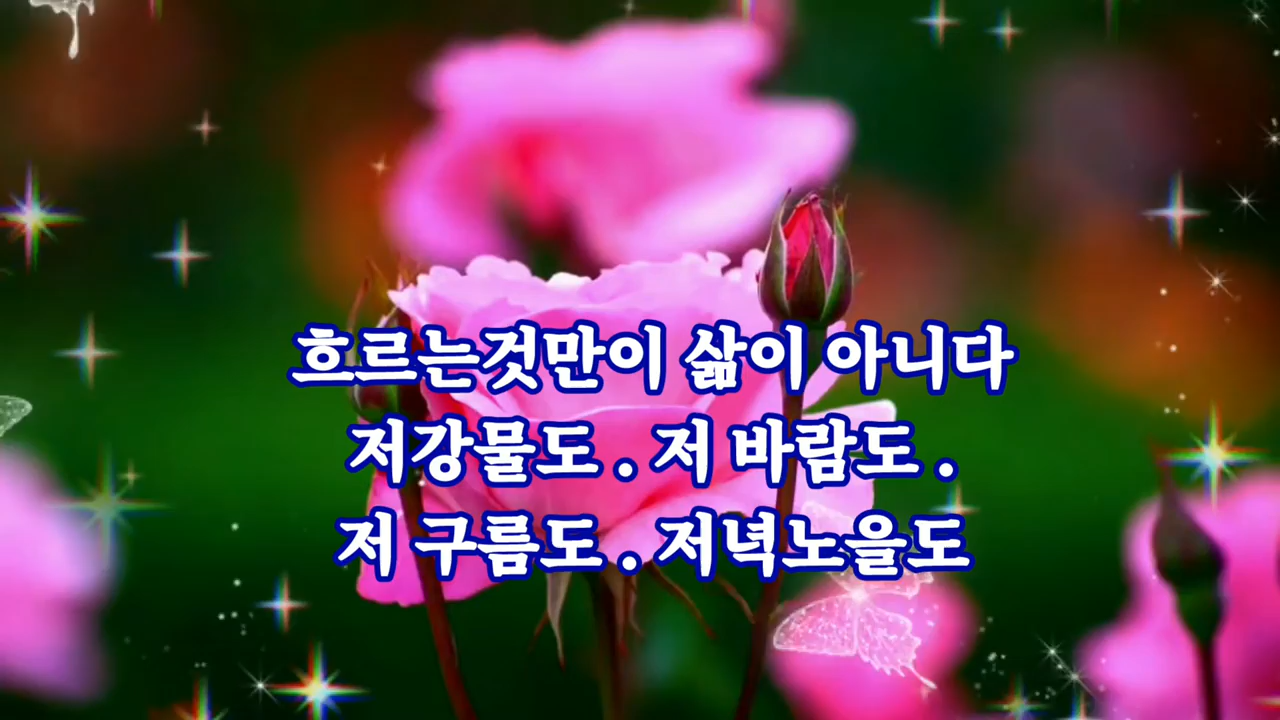 흐르는것만이 삶이 아니다
저강물도 . 저 바람도 .
저 구름도 . 저녁노을도